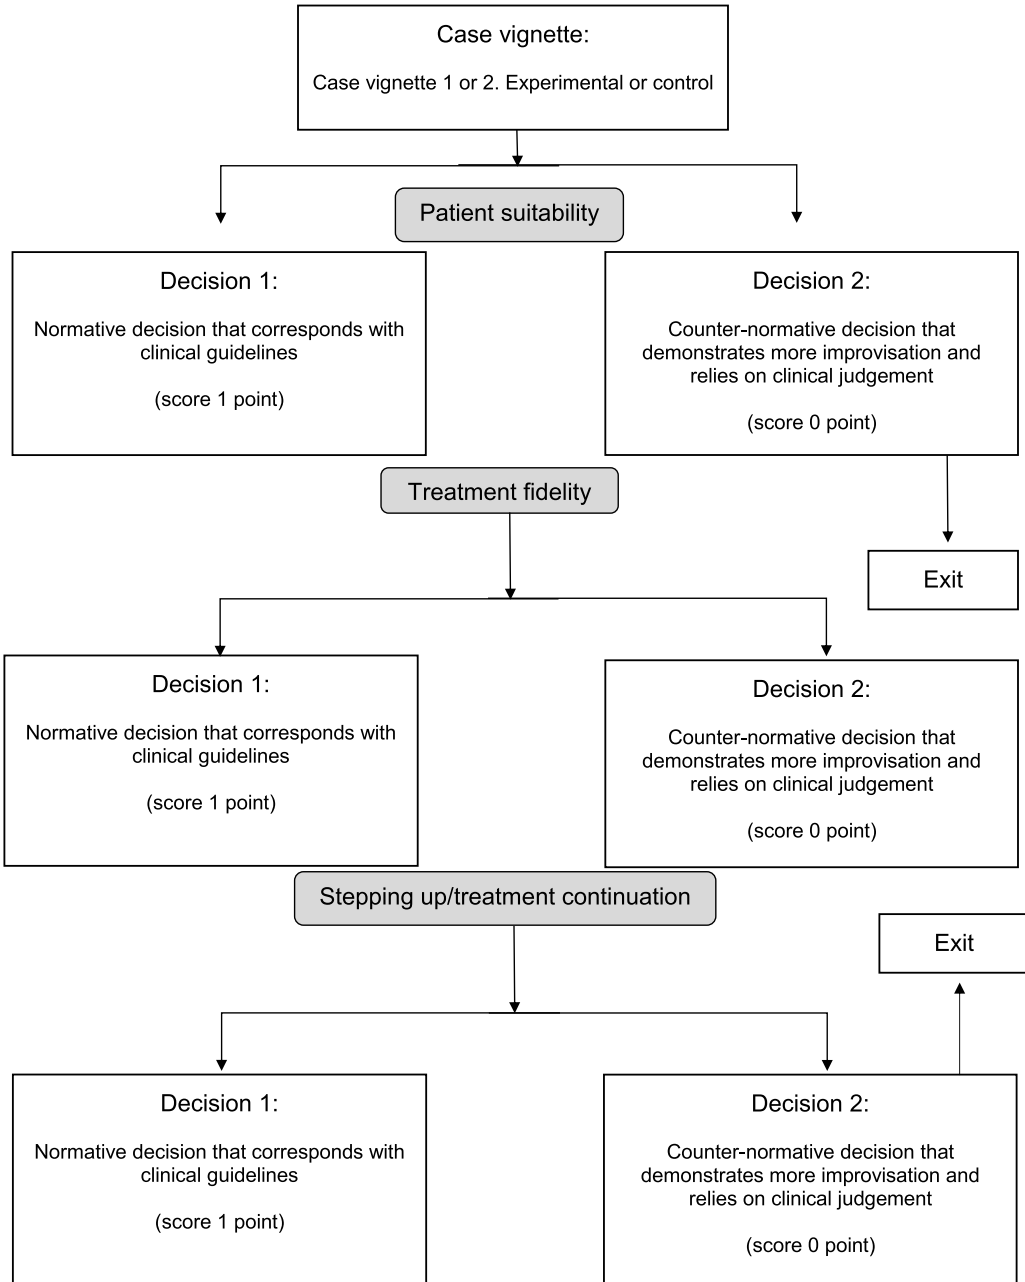 Case vignette:
Case vignette 1 or 2. Experimental or control
Patient suitability
Decision 1:
Normative decision that corresponds with
clinical guidelines
(score 1 point)
Decision 2:
Counter-normative decision that
demonstrates more improvisation and
relies on clinical judgement
(score 0 point)
Treatment fidelity
Exit
Decision 1:
Normative decision that corresponds with
clinical guidelines
(score 1 point)
Decision 2:
Counter-normative decision that
demonstrates more improvisation and
relies on clinical judgement
(score 0 point)
Stepping up/treatment continuation
Exit
Decision 1:
Normative decision that corresponds with
clinical guidelines
(score 1 point)
Decision 2:
Counter-normative decision that
demonstrates more improvisation and
relies on clinical judgement
(score 0 point)